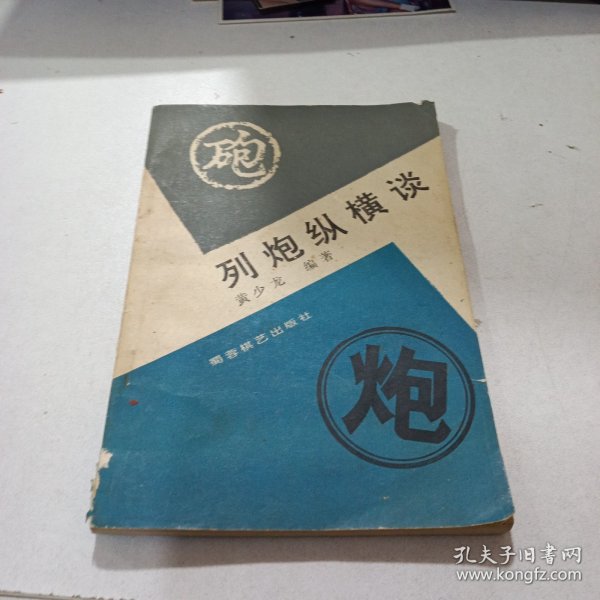 砲
列炮纵横谈
黄少龙 编著
蜀蓉棋艺出版社
炮
孔夫子旧书网
www.kongfz.com